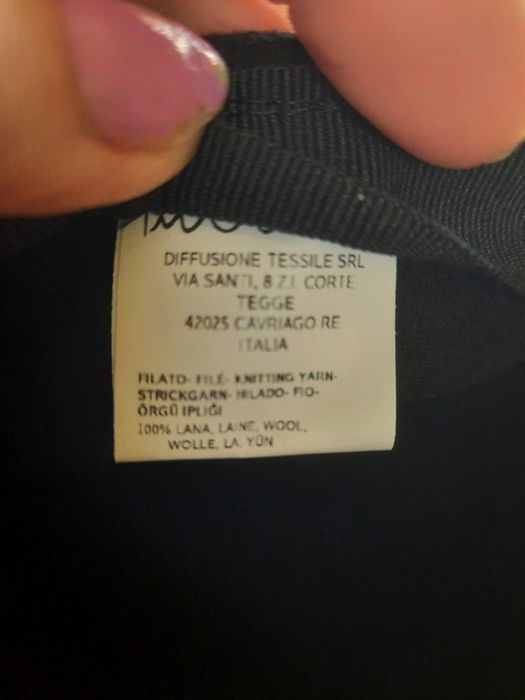 DIFFUSIONE TESSILE SRL
VIA SANTI, 8 Z.I. CORTE
TEGGE
42025 CAVRIAGO RE
ITALIA
FILATO- FILÉ- KNITTING YARN-
STRICKGARN- HILADO- FIO-
ÖRGÜ IPLIĞI
100% LANA, LAINE, WOOL,
WOLLE, LA, YÜN